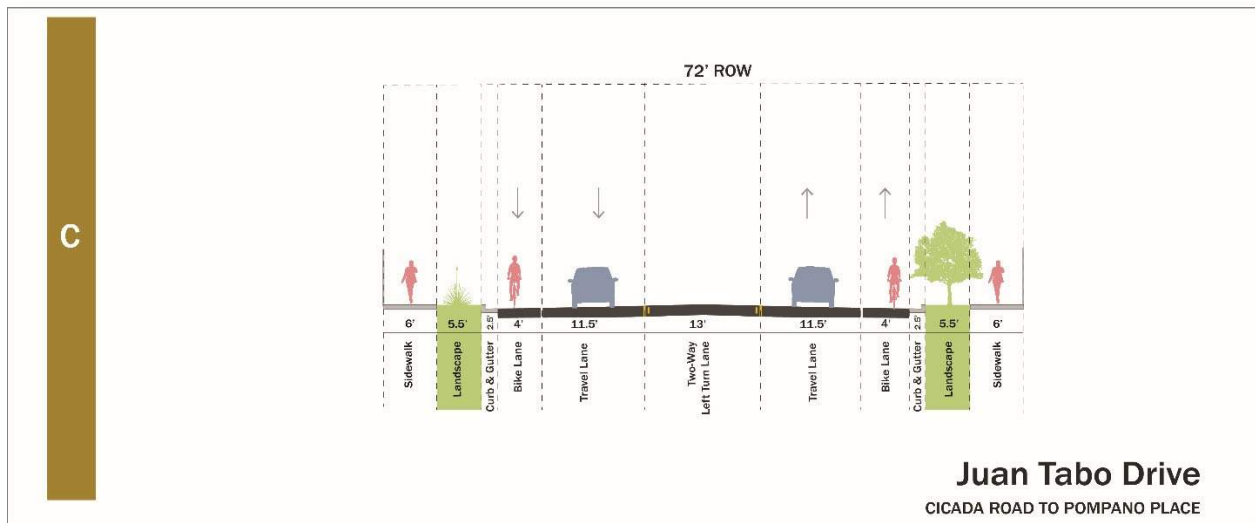 C
72' ROW
6'
5.5'
2.5'
4'
11.5'
13'
11.5'
4'
2.5'
5.5'
6'
Sidewalk
Landscape
Curb & Gutter
Bike Lane
Travel Lane
Two-Way
Left Turn Lane
Travel Lane
Bike Lane
Curb & Gutter
Landscape
Sidewalk
Juan Tabo Drive
CICADA ROAD TO POMPANO PLACE